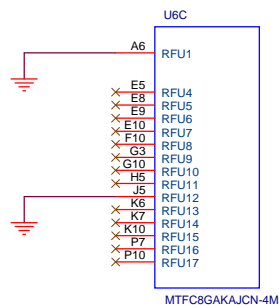 U6C
A6 RFU1
E5 RFU4
E8 RFU5
E9 RFU6
E10 RFU7
F10 RFU8
G3 RFU9
G10 RFU10
H5 RFU11
J5 RFU12
K6 RFU13
K7 RFU14
K10 RFU15
P7 RFU16
P10 RFU17
MTFC8GAKAJCN-4M